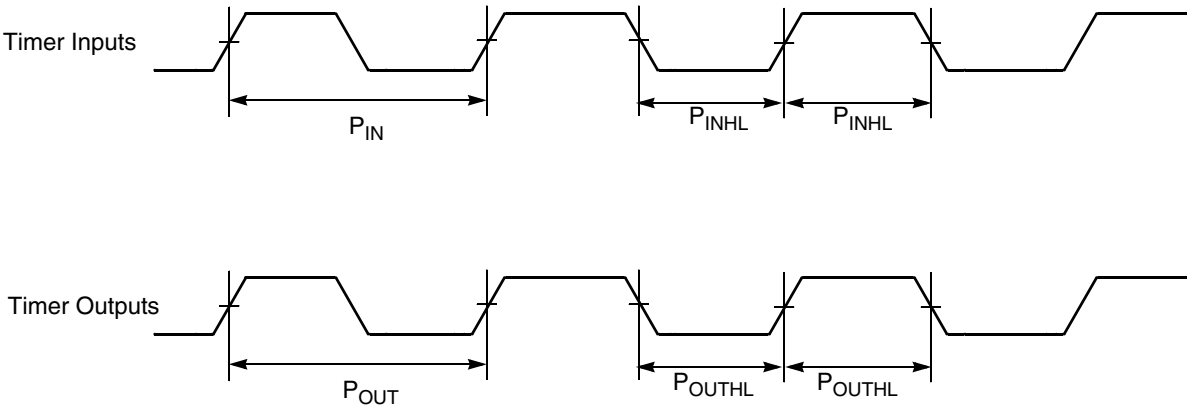 Timer Inputs
P_IN
P_INHL
P_INHL
Timer Outputs
P_OUT
P_OUTHL
P_OUTHL